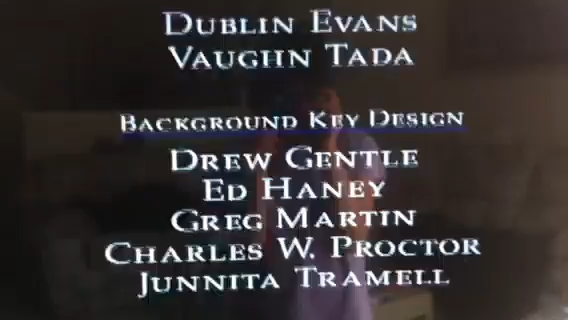 Dublin Evans
Vaughn Tada
Background Key Design
Drew Gentle
Ed Haney
Greg Martin
Charles W. Proctor
Junnita Tramell